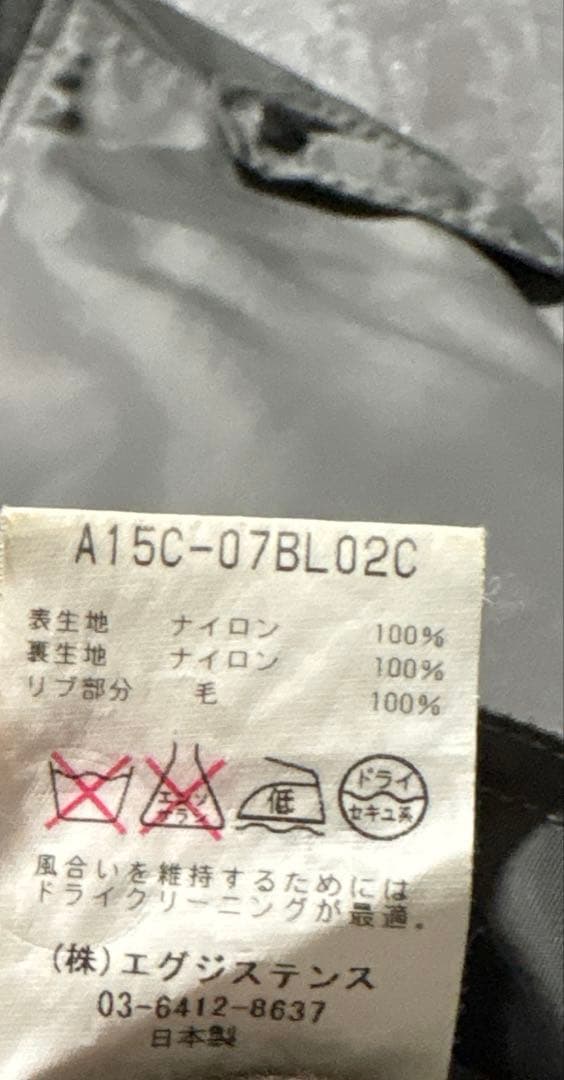 A15C-07BL02C
表生地 ナイロン 100%
裏生地 ナイロン 100%
リブ部分 毛 100%
エンソ
サラシ
低
ドライ
セキユ系
風合いを維持するためには
ドライクリーニングが最適.
(株)エグジステンス
03-6412-8637
日本製